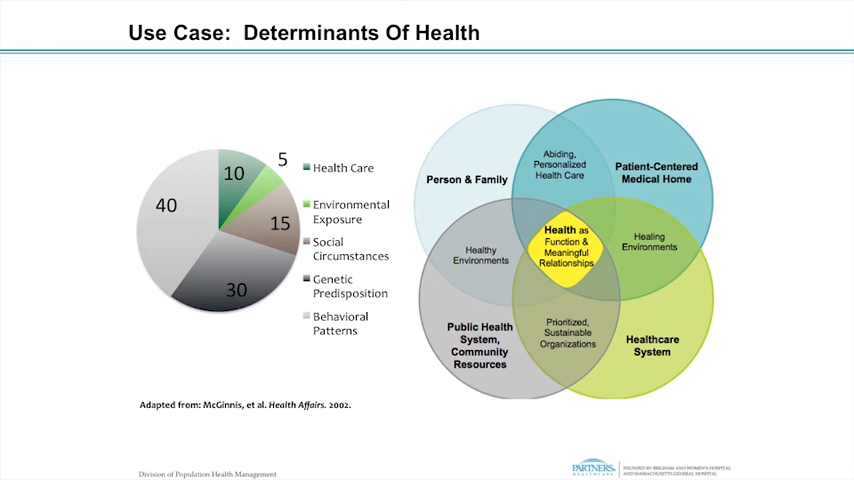 Use Case:  Determinants Of Health
10
5
15
30
40
Health Care
Environmental
Exposure
Social
Circumstances
Genetic
Predisposition
Behavioral
Patterns
Adapted from: McGinnis, et al. Health Affairs. 2002.
Person & Family
Abiding,
Personalized
Health Care
Patient-Centered
Medical Home
Healthy
Environments
Health as
Function &
Meaningful
Relationships
Healing
Environments
Public Health
System,
Community
Resources
Prioritized,
Sustainable
Organizations
Healthcare
System
Division of Population Health Management
PARTNERS
HEALTHCARE
FOUNDED BY BRIGHAM AND WOMEN'S HOSPITAL
AND MASSACHUSETTS GENERAL HOSPITAL